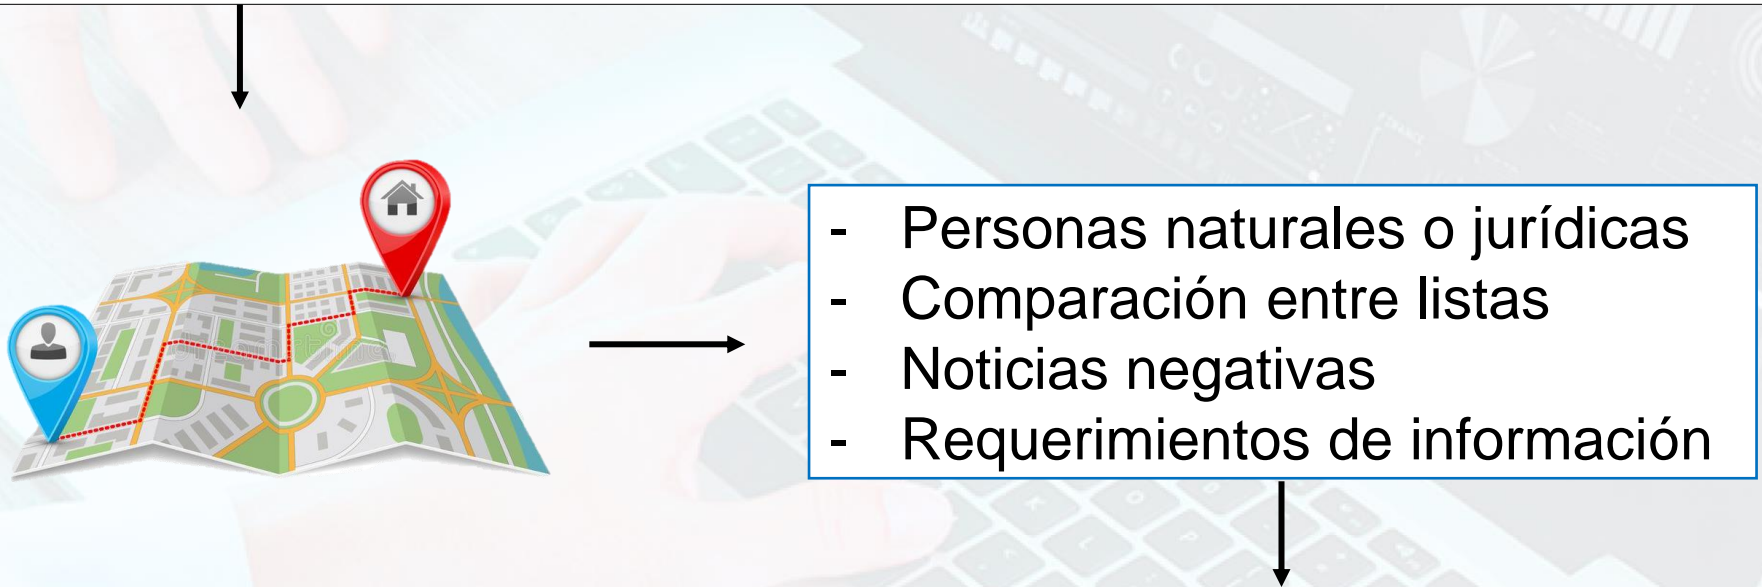 - Personas naturales o jurídicas
- Comparación entre listas
- Noticias negativas
- Requerimientos de información